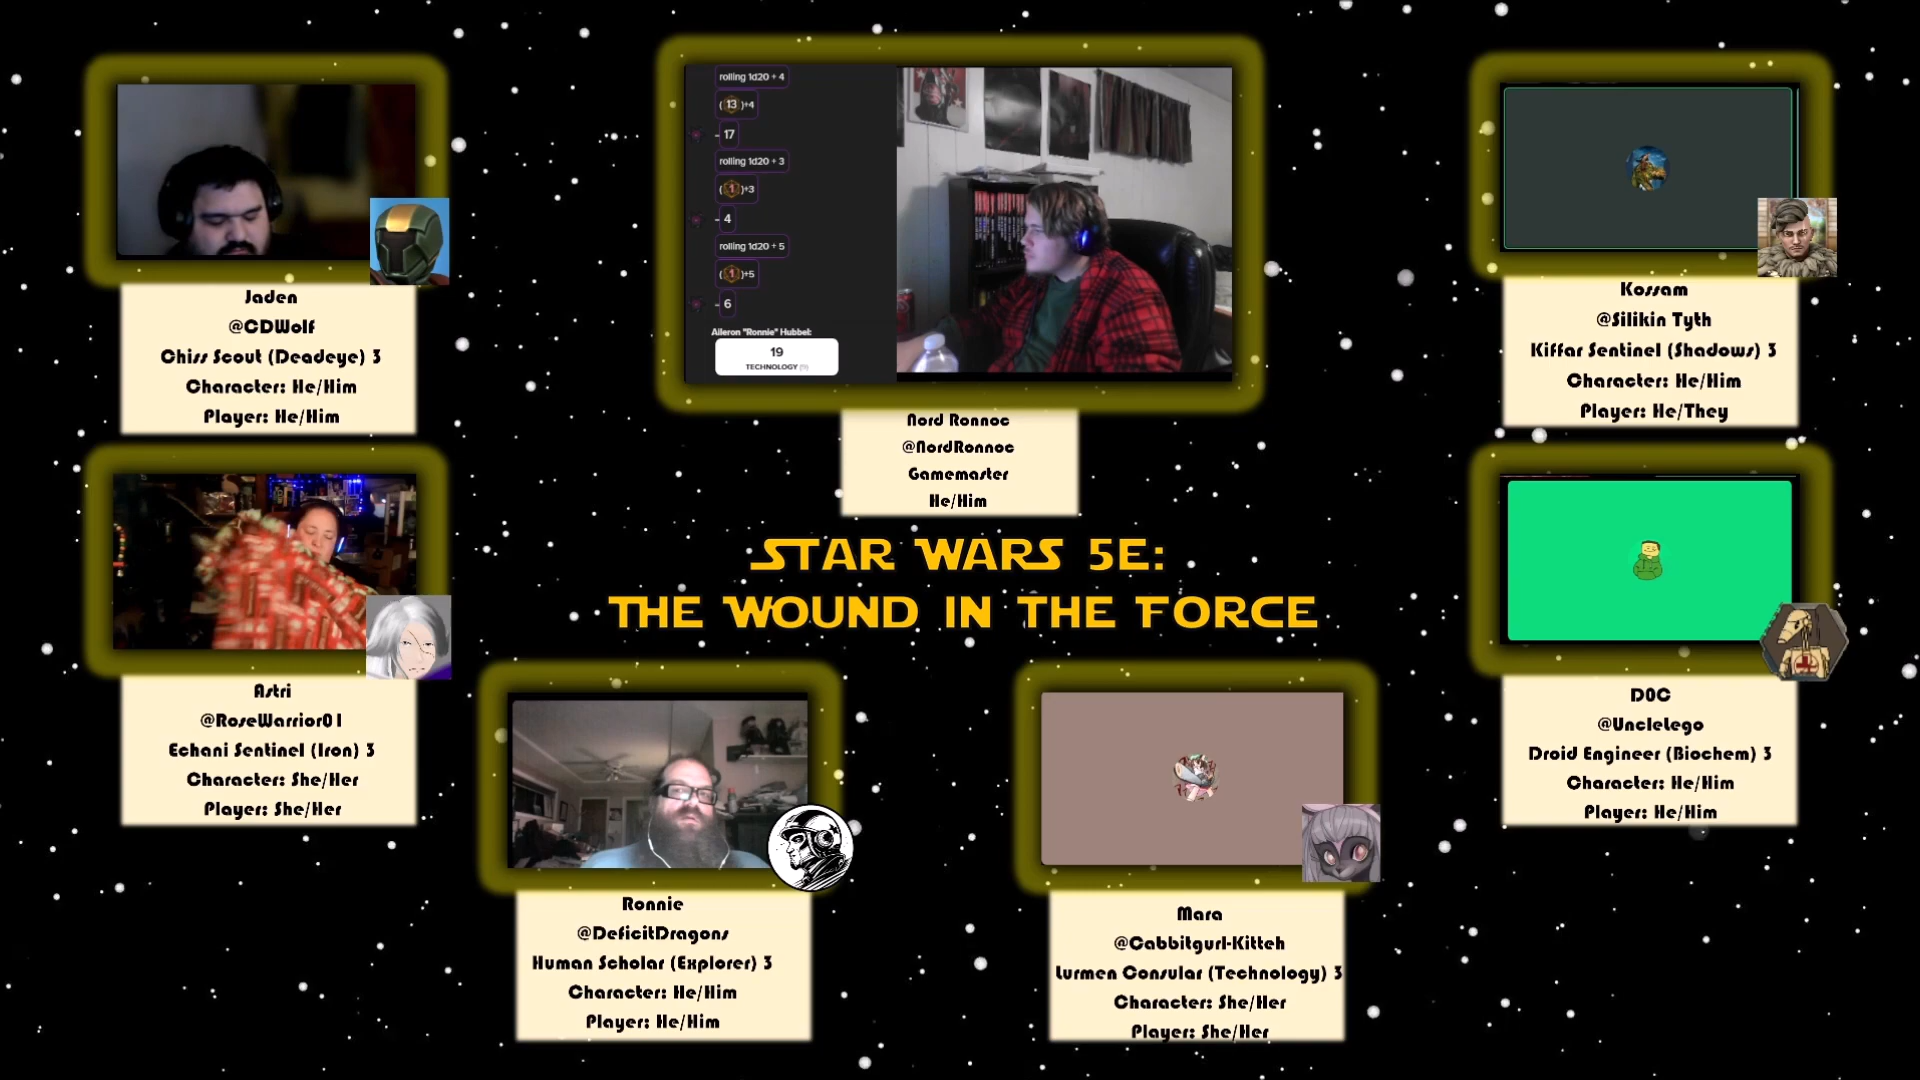 rolling 1d20 + 4
(13)+4
17
rolling 1d20 + 3
(1)+3
4
rolling 1d20 + 5
(1)+5
6
Aileron "Ronnie" Hubbel:
19
TECHNOLOGY
Jaden
@CDWolf
Chiss Scout (Deadeye) 3
Character: He/Him
Player: He/Him
Nord Ronnoc
@NordRonnoc
Gamemaster
He/Him
Kossam
@Silikin Tyth
Kiffar Sentinel (Shadows) 3
Character: He/Him
Player: He/They
STAR WARS 5E:
THE WOUND IN THE FORCE
Astri
@RoseWarrior01
Echani Sentinel (Iron) 3
Character: She/Her
Player: She/Her
D0C
@UncleLego
Droid Engineer (Biochem) 3
Character: He/Him
Player: He/Him
Ronnie
@DeficitDragons
Human Scholar (Explorer) 3
Character: He/Him
Player: He/Him
Mara
@Cabbitgurl-Kitteh
Lurmen Consular (Technology) 3
Character: She/Her
Player: She/Her